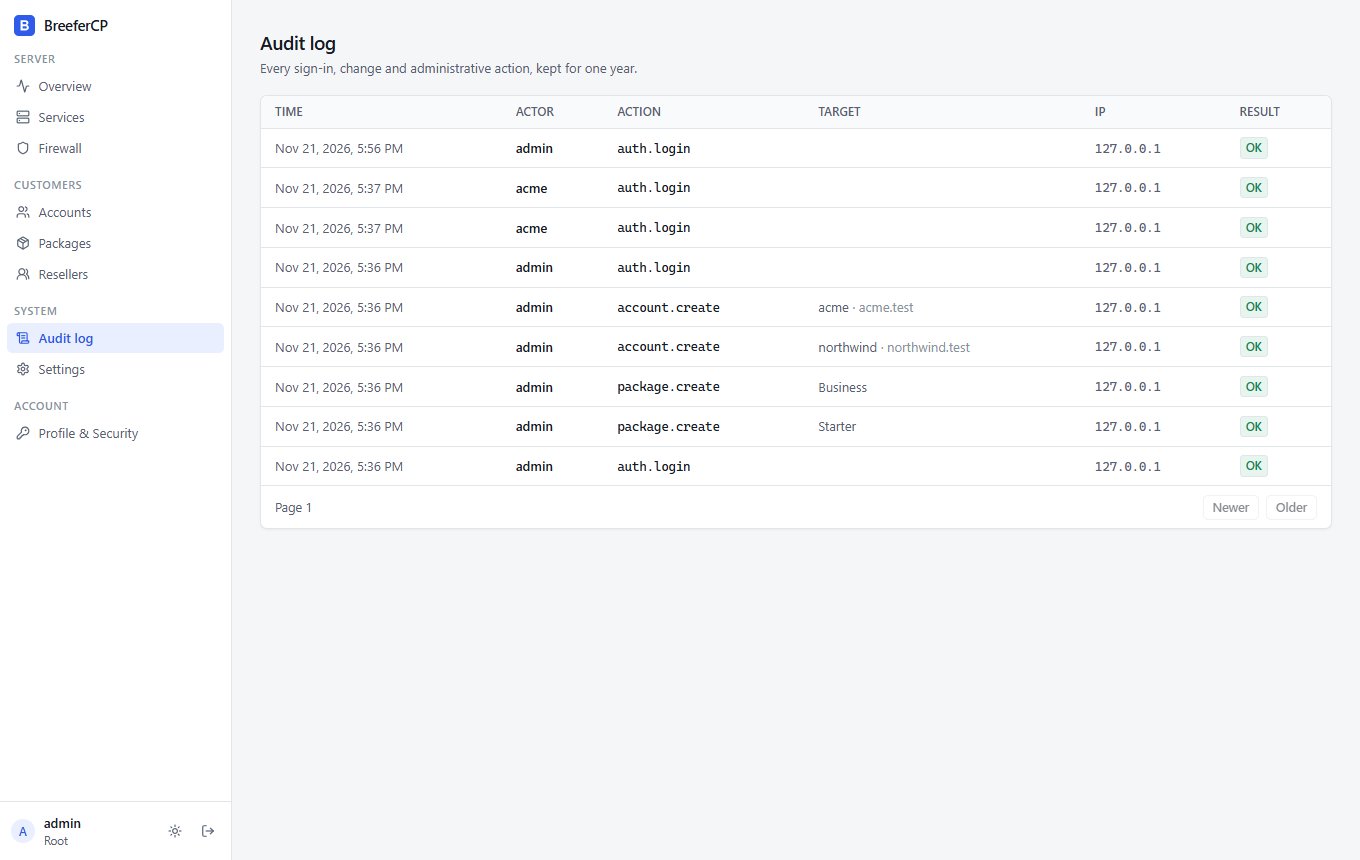 B BreeferCP
SERVER
Overview
Services
Firewall
CUSTOMERS
Accounts
Packages
Resellers
SYSTEM
Audit log
Settings
ACCOUNT
Profile & Security
A admin
Root
Audit log
Every sign-in, change and administrative action, kept for one year.
TIME ACTOR ACTION TARGET IP RESULT
Nov 21, 2026, 5:56 PM admin auth.login 127.0.0.1 OK
Nov 21, 2026, 5:37 PM acme auth.login 127.0.0.1 OK
Nov 21, 2026, 5:37 PM acme auth.login 127.0.0.1 OK
Nov 21, 2026, 5:36 PM admin auth.login 127.0.0.1 OK
Nov 21, 2026, 5:36 PM admin account.create acme · acme.test 127.0.0.1 OK
Nov 21, 2026, 5:36 PM admin account.create northwind · northwind.test 127.0.0.1 OK
Nov 21, 2026, 5:36 PM admin package.create Business 127.0.0.1 OK
Nov 21, 2026, 5:36 PM admin package.create Starter 127.0.0.1 OK
Nov 21, 2026, 5:36 PM admin auth.login 127.0.0.1 OK
Page 1 Newer Older